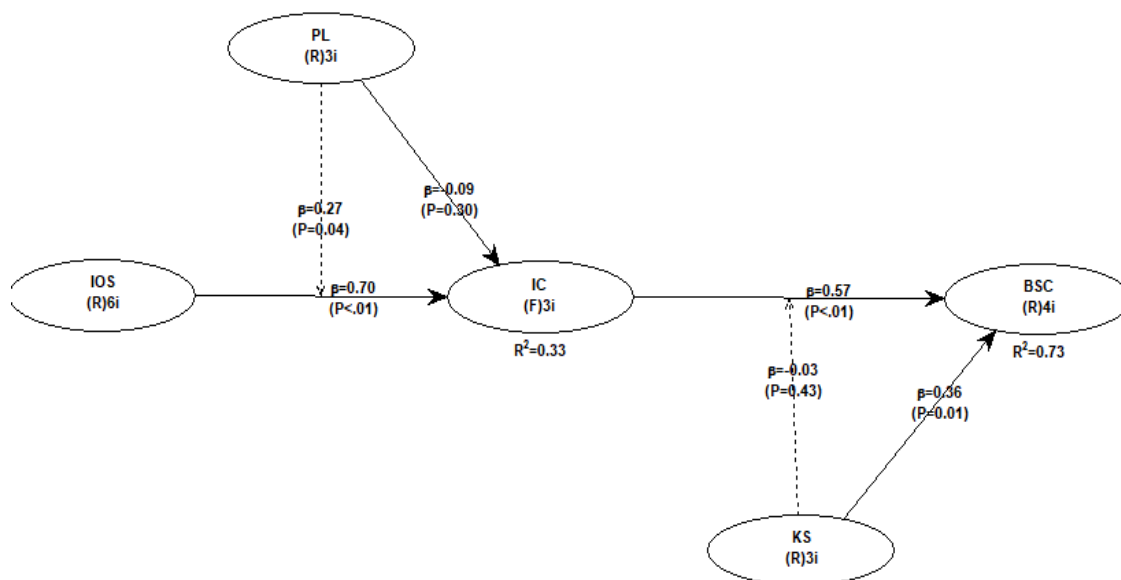 PL
(R)3i
β=-0.09
(P=0.30)
β=0.27
(P=0.04)
IOS
(R)6i
β=0.70
(P<.01)
IC
(F)3i
R²=0.33
β=0.57
(P<.01)
BSC
(R)4i
R²=0.73
β=-0.03
(P=0.43)
β=0.36
(P=0.01)
KS
(R)3i